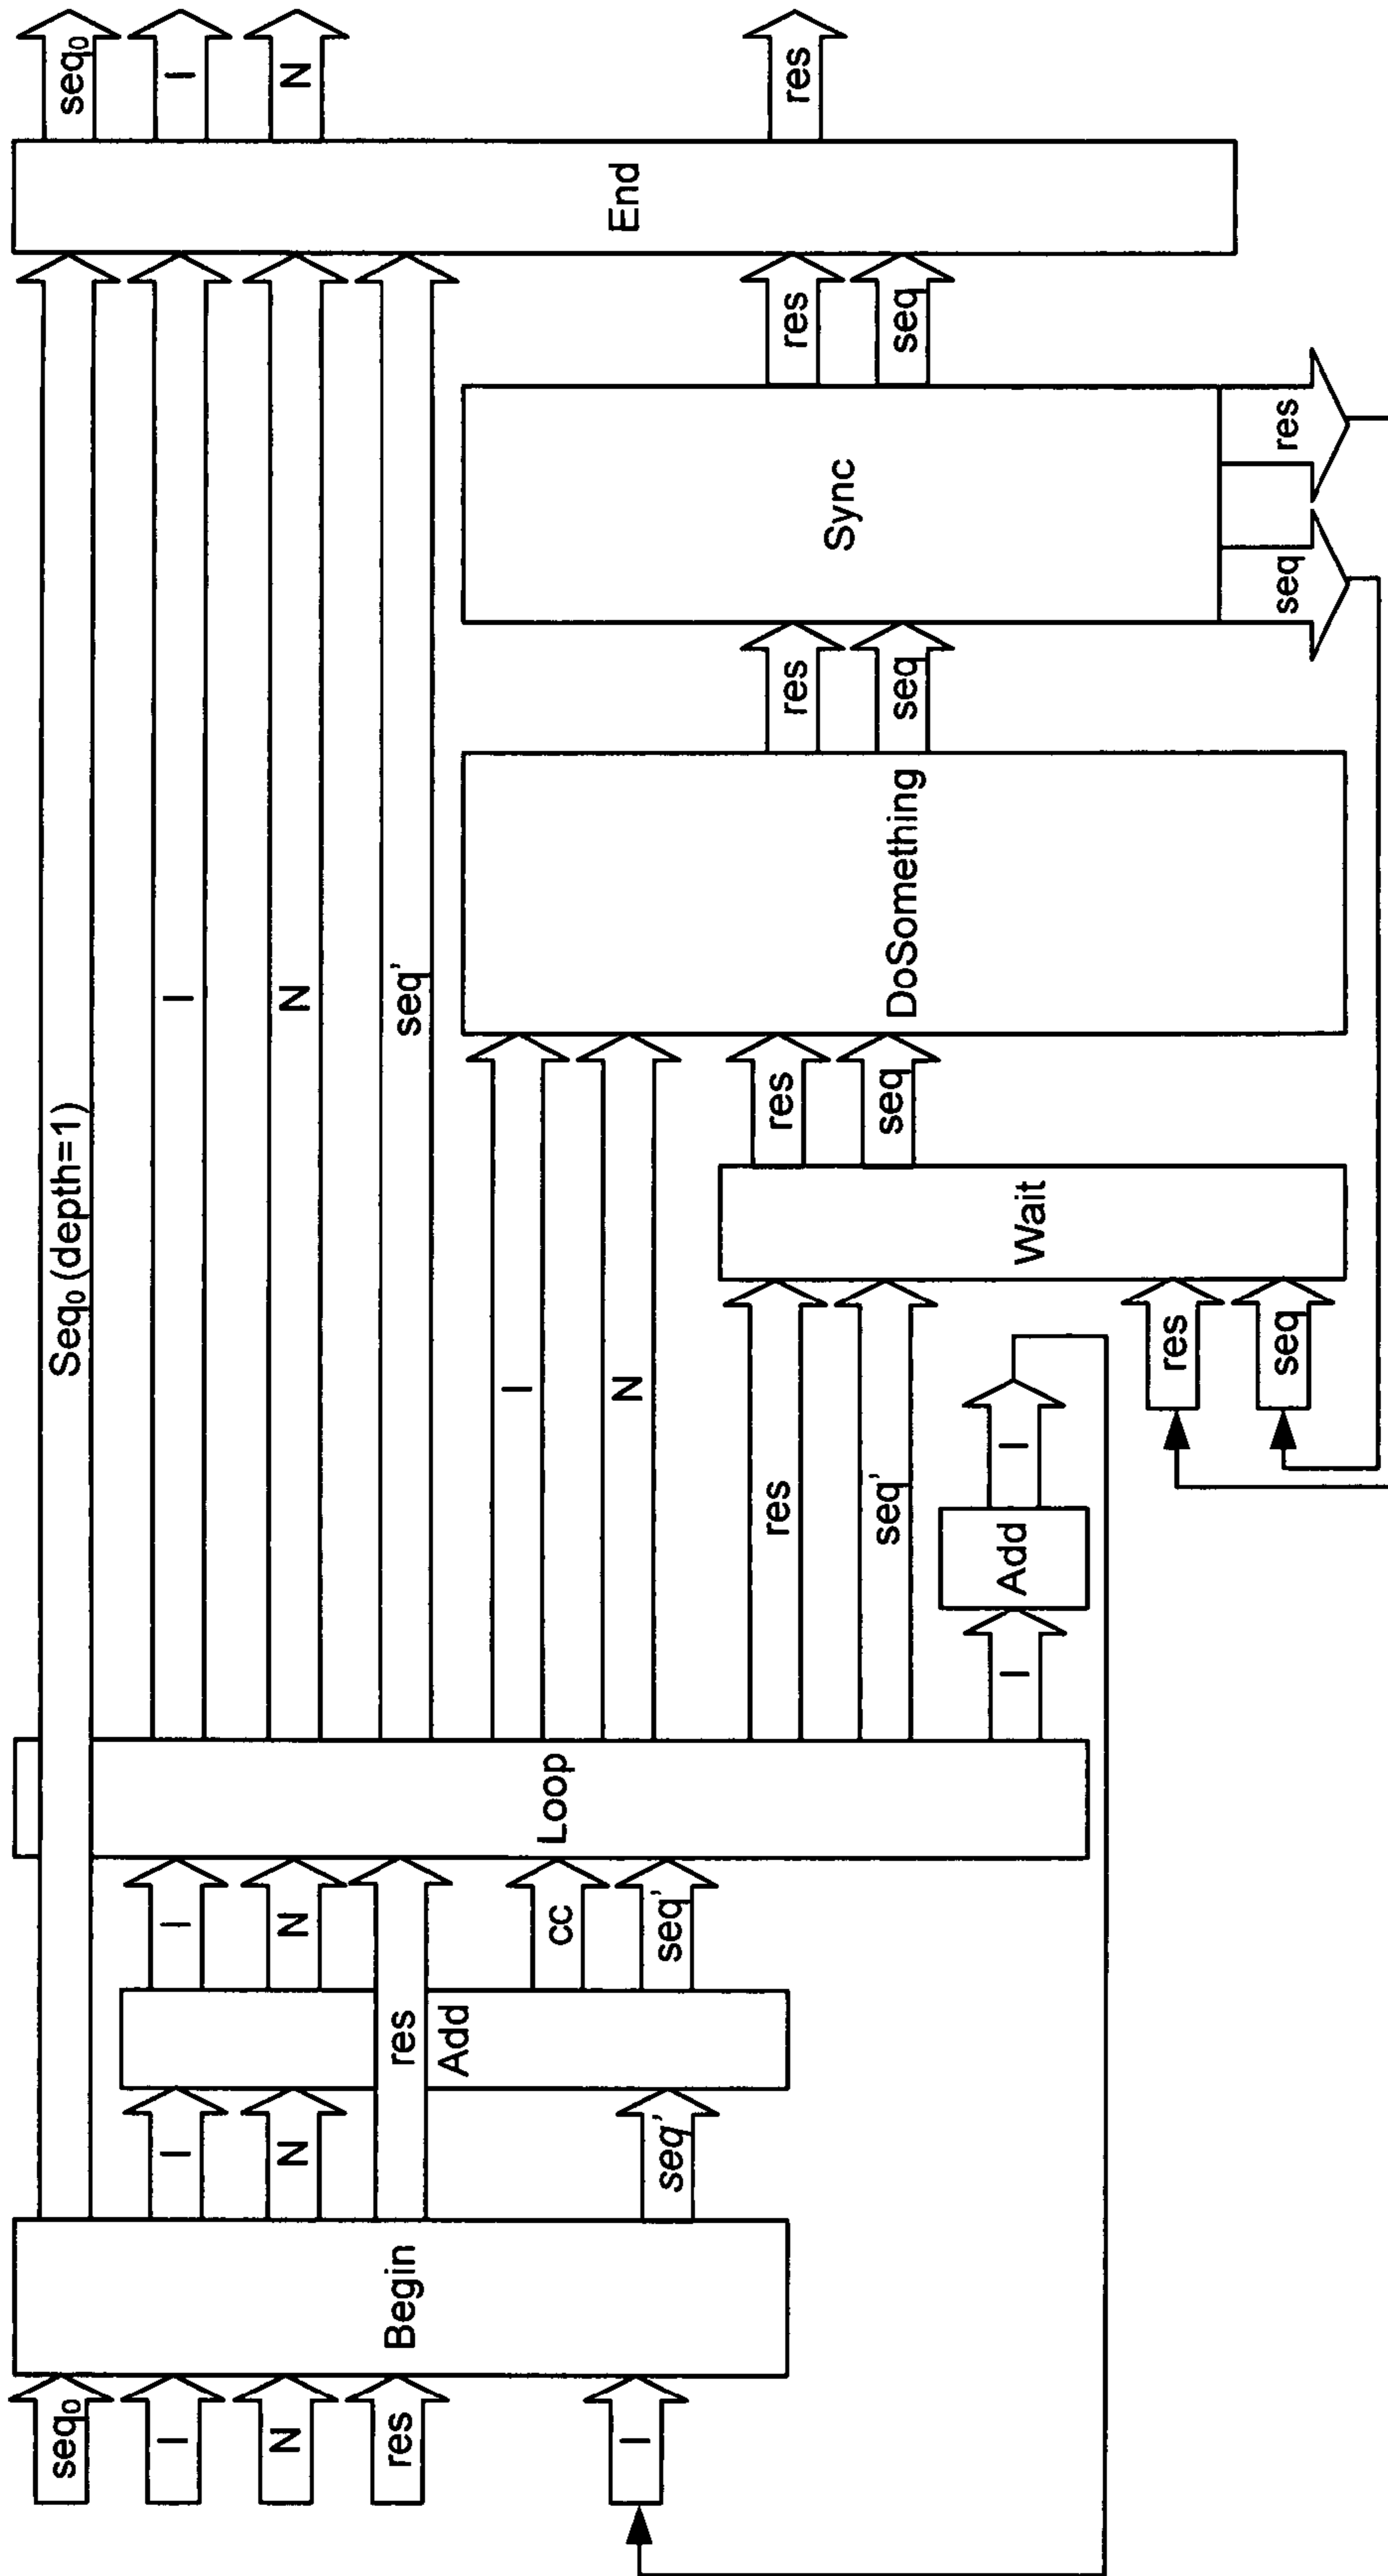 seq₀
I
N
res
I
Begin
I
N
res
seq'
Add
I
N
cc
seq'
Loop
Seq₀ (depth=1)
I
N
seq'
I
N
res
seq'
I
Add
I
res
seq
Wait
res
seq
DoSomething
res
seq
Sync
seq
res
res
seq
End
seq₀
I
N
res